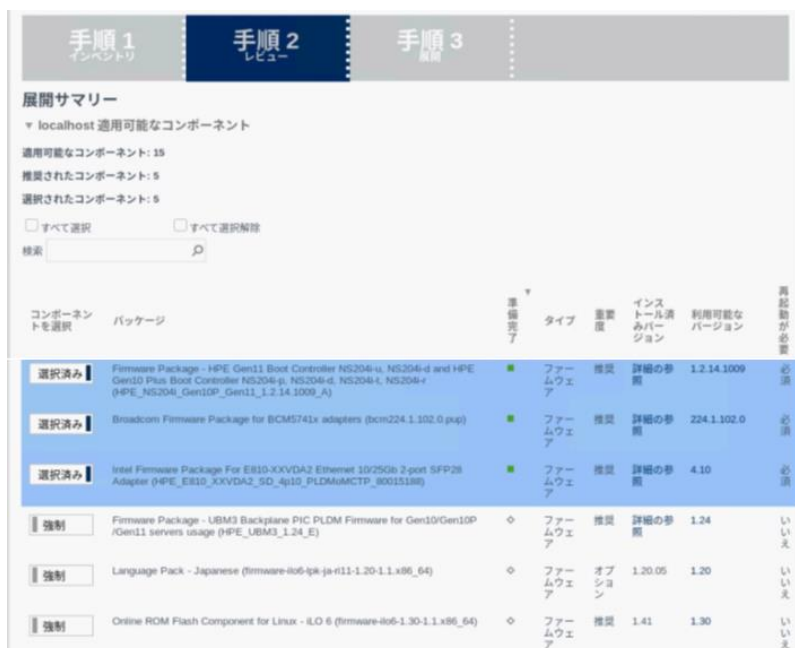 手順 1
インベントリ
手順 2
レビュー
手順 3
展開
展開サマリー
▼ localhost 適用可能なコンポーネント
適用可能なコンポーネント: 15
推奨されたコンポーネント: 5
選択されたコンポーネント: 5
すべて選択 すべて選択解除
検索
コンポーネン
トを選択
パッケージ
準備完了
タイプ
重要
度
インス
トール済
みバー
ジョン
利用可能な
バージョン
再起動が必要
選択済み
Firmware Package - HPE Gen11 Boot Controller NS204i-u, NS204i-d and HPE
Gen10 Plus Boot Controller NS204i-p, NS204i-d, NS204i-t, NS204i-r
(HPE_NS204i_Gen10P_Gen11_1.2.14.1009_A)
ファー
ムウェ
ア
推奨
詳細の参
照
1.2.14.1009
必須
選択済み
Broadcom Firmware Package for BCM5741x adapters (bcm224.1.102.0.pup)
ファー
ムウェ
ア
推奨
詳細の参
照
224.1.102.0
必須
選択済み
Intel Firmware Package For E810-XXVDA2 Ethernet 10/25Gb 2-port SFP28
Adapter (HPE_E810_XXVDA2_SD_4p10_PLDMoMCTP_80015188)
ファー
ムウェ
ア
推奨
詳細の参
照
4.10
必須
強制
Firmware Package - UBM3 Backplane PIC PLDM Firmware for Gen10/Gen10P
/Gen11 servers usage (HPE_UBM3_1.24_E)
ファー
ムウェ
ア
推奨
詳細の参
照
1.24
いいえ
強制
Language Pack - Japanese (firmware-ilo6-lpk-ja-ri11-1.20-1.1.x86_64)
ファー
ムウェ
ア
オプ
ショ
ン
1.20.05
1.20
いいえ
強制
Online ROM Flash Component for Linux - iLO 6 (firmware-ilo6-1.30-1.1.x86_64)
ファー
ムウェ
ア
推奨
1.41
1.30
いいえ